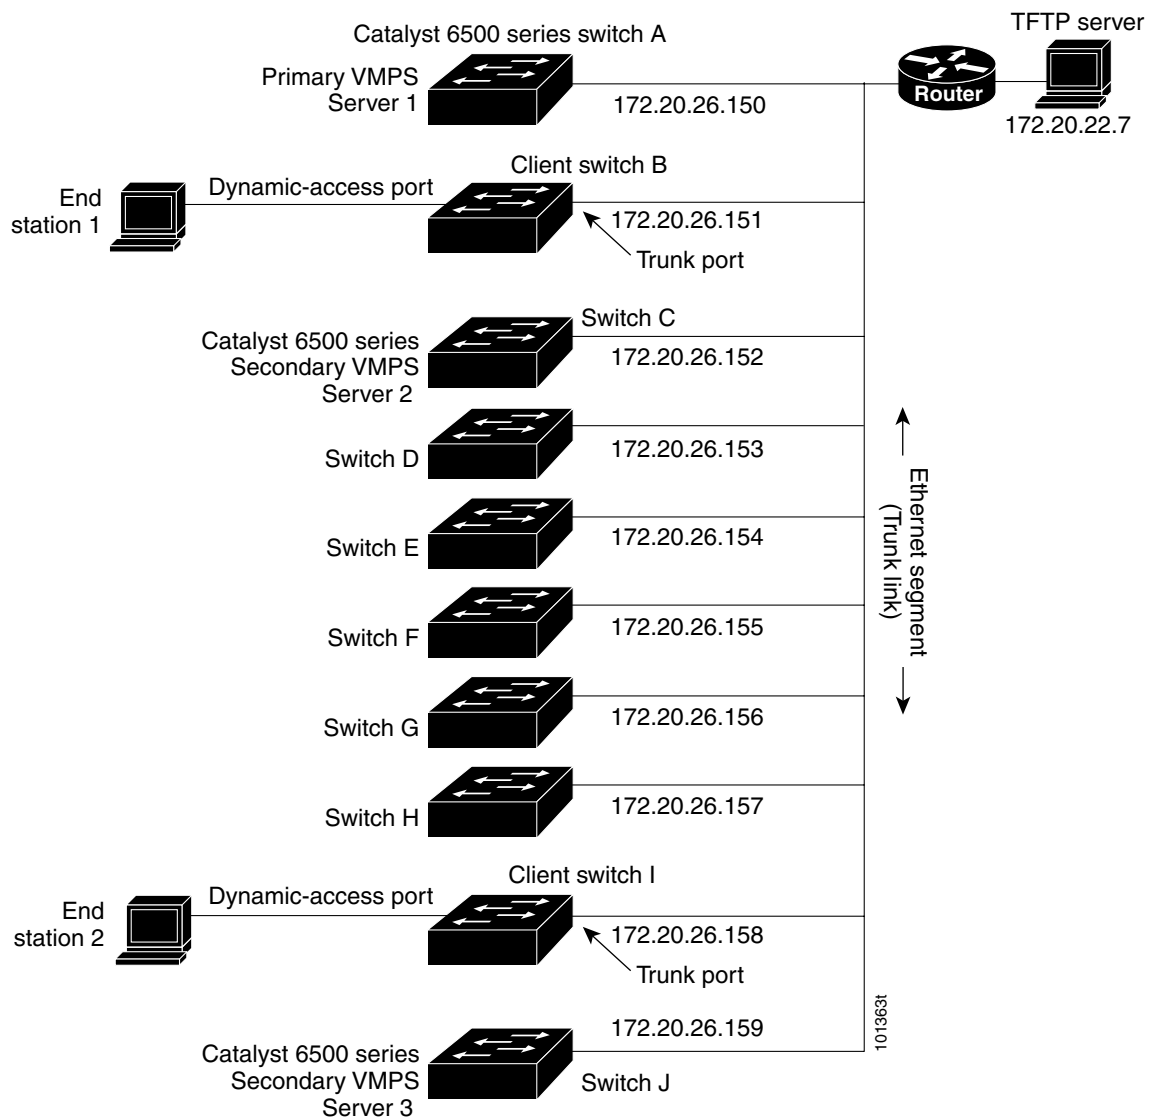 TFTP server
Catalyst 6500 series switch A
Primary VMPS
Server 1
Router
172.20.26.150
172.20.22.7
Client switch B
Dynamic-access port
End
station 1
172.20.26.151
Trunk port
Switch C
Catalyst 6500 series
Secondary VMPS
Server 2
172.20.26.152
Switch D
172.20.26.153
Ethernet segment
(Trunk link)
Switch E
172.20.26.154
Switch F
172.20.26.155
Switch G
172.20.26.156
Switch H
172.20.26.157
Client switch I
Dynamic-access port
End
station 2
172.20.26.158
Trunk port
101363t
172.20.26.159
Catalyst 6500 series
Secondary VMPS
Server 3
Switch J